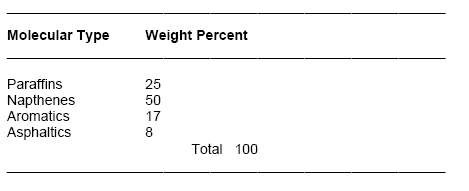 Molecular Type Weight Percent
Paraffins 25
Napthenes 50
Aromatics 17
Asphaltics 8
Total 100